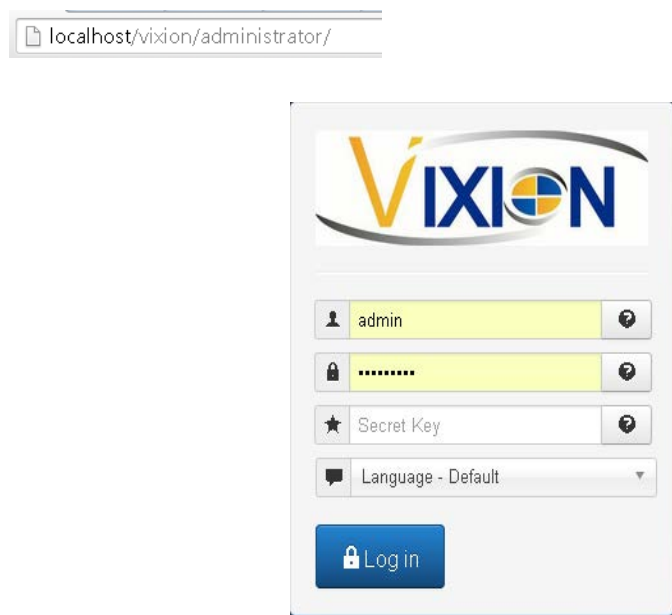 localhost/vixion/administrator/
VIXION
admin
•••••••••
Secret Key
Language - Default
Log in